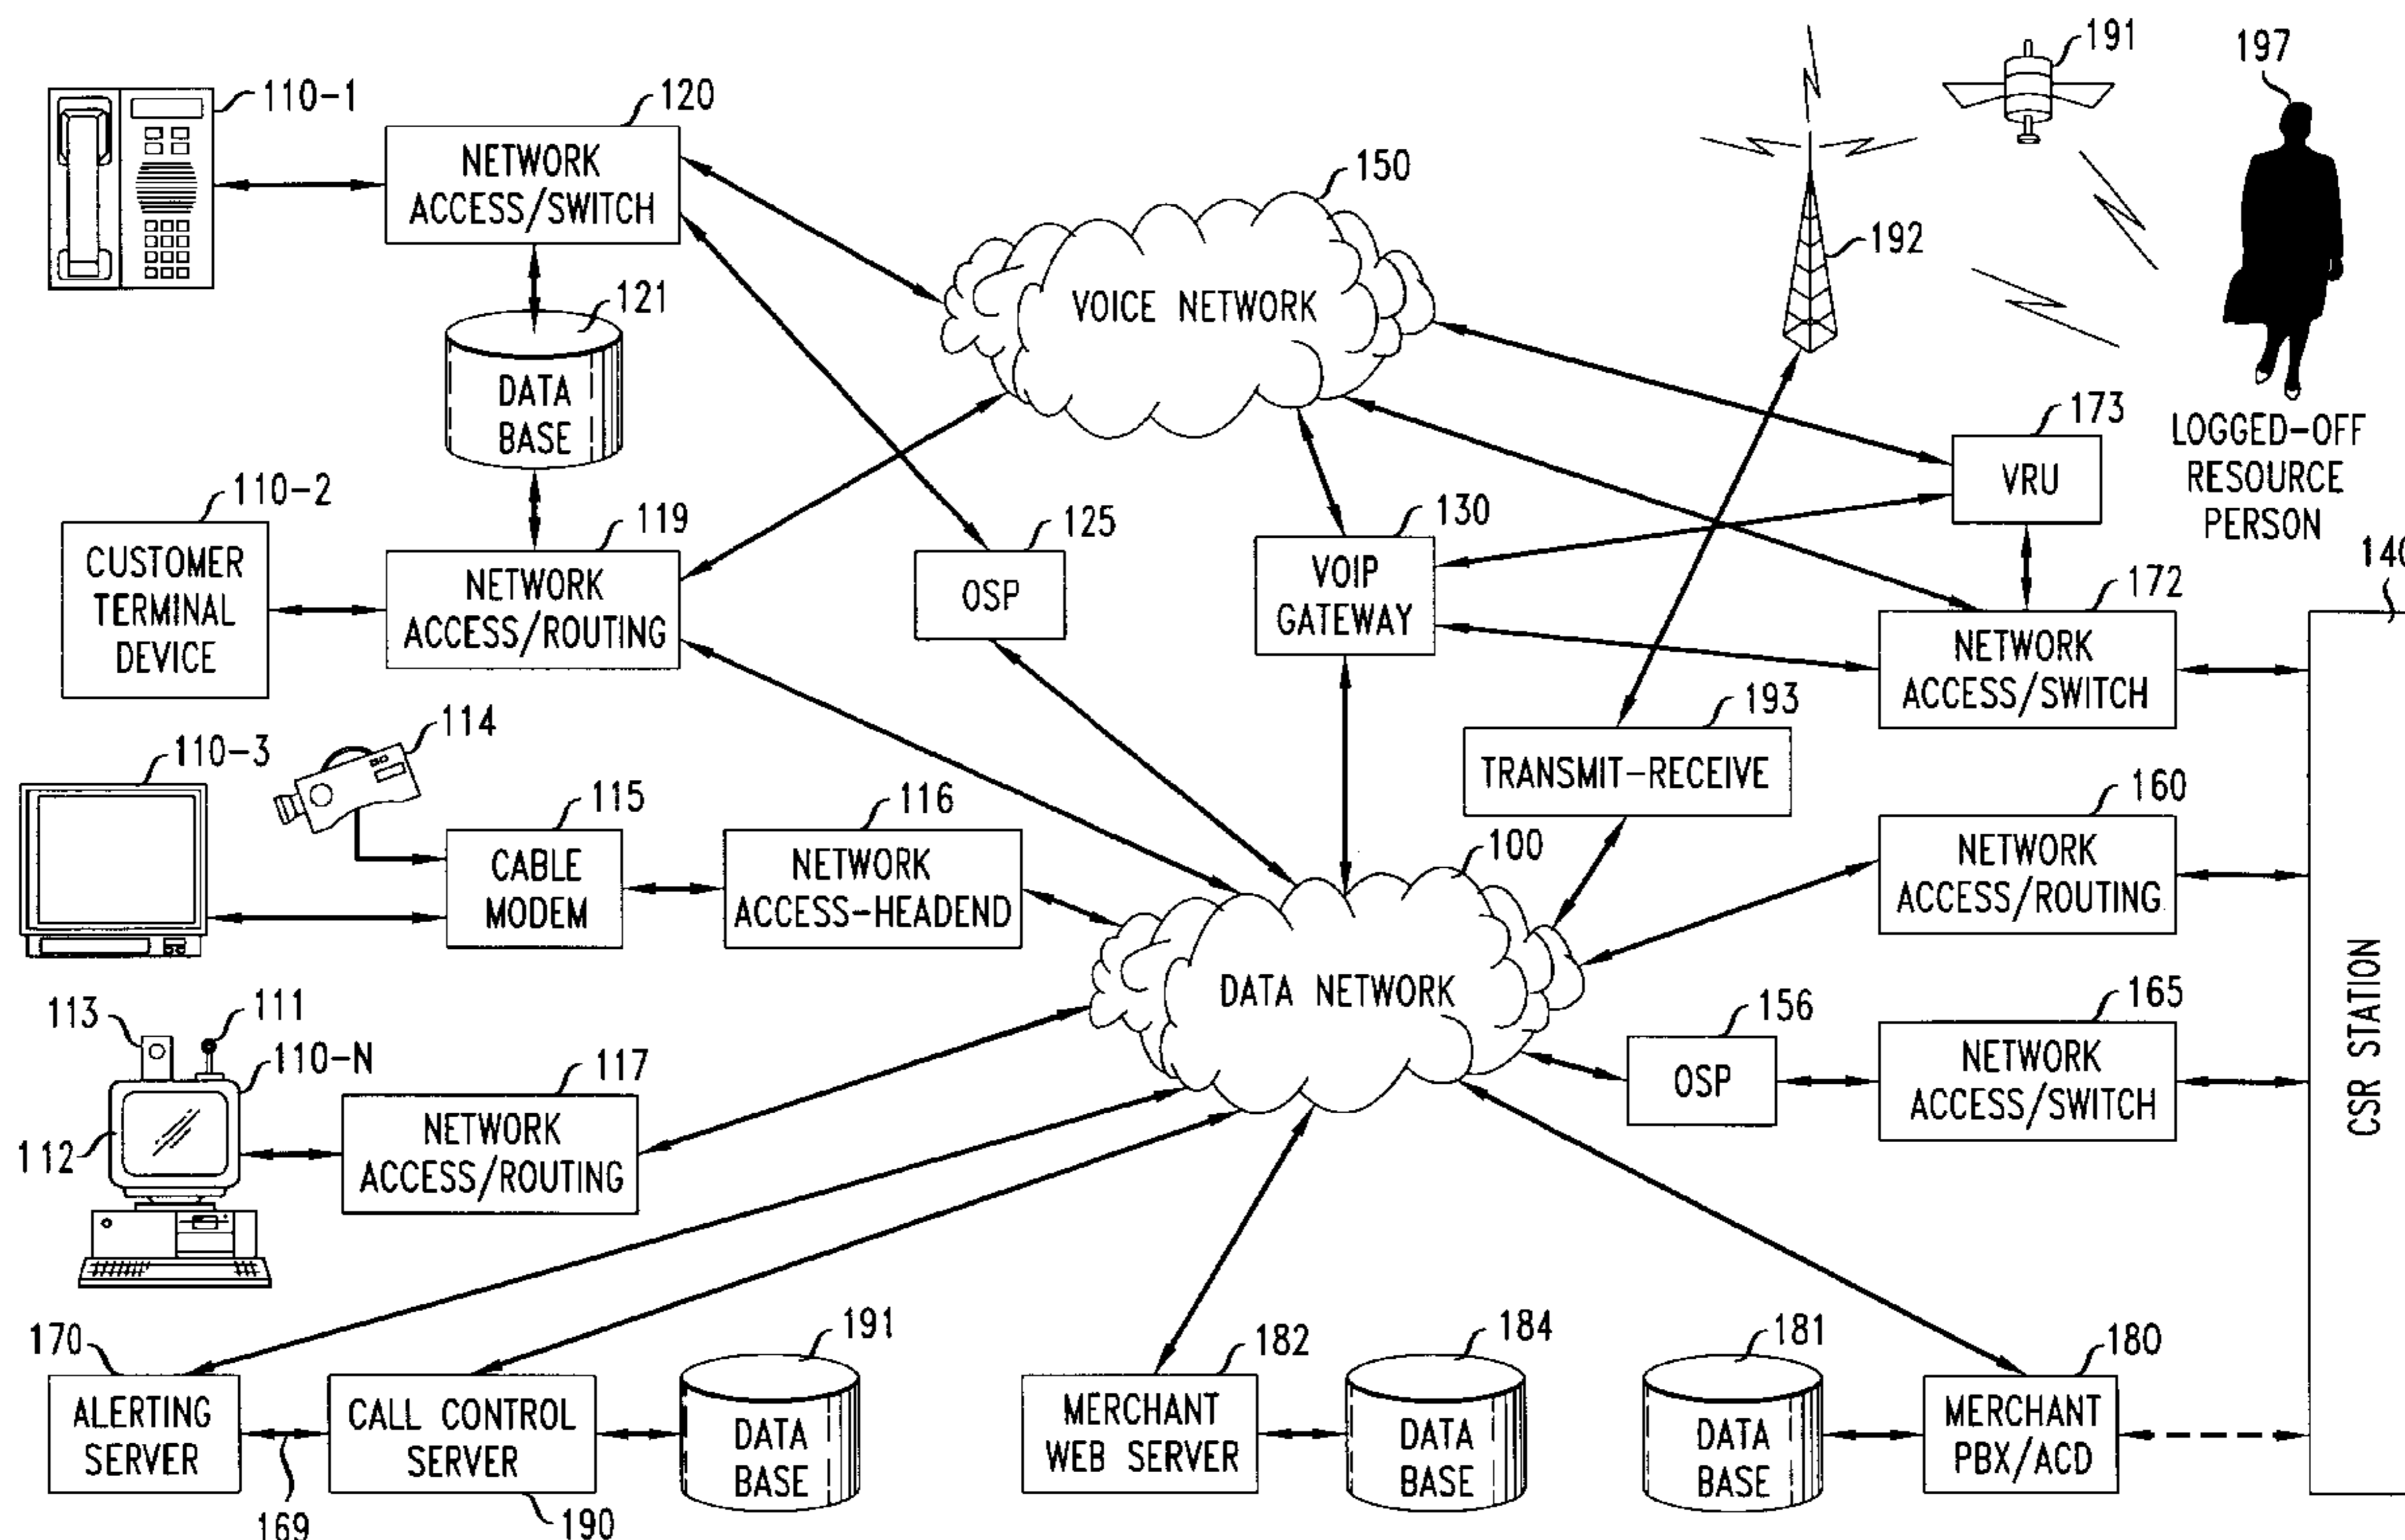 110-1
120
NETWORK
ACCESS/SWITCH
121
DATA
BASE
150
VOICE NETWORK
191
192
197
LOGGED-OFF
RESOURCE
PERSON
173
VRU
110-2
CUSTOMER
TERMINAL
DEVICE
119
NETWORK
ACCESS/ROUTING
125
OSP
130
VOIP
GATEWAY
172
NETWORK
ACCESS/SWITCH
140
CSR STATION
110-3
114
115
CABLE
MODEM
116
NETWORK
ACCESS-HEADEND
193
TRANSMIT-RECEIVE
100
DATA NETWORK
160
NETWORK
ACCESS/ROUTING
113
111
110-N
112
117
NETWORK
ACCESS/ROUTING
156
OSP
165
NETWORK
ACCESS/SWITCH
170
ALERTING
SERVER
169
CALL CONTROL
SERVER
190
191
DATA
BASE
182
MERCHANT
WEB SERVER
184
DATA
BASE
181
DATA
BASE
180
MERCHANT
PBX/ACD